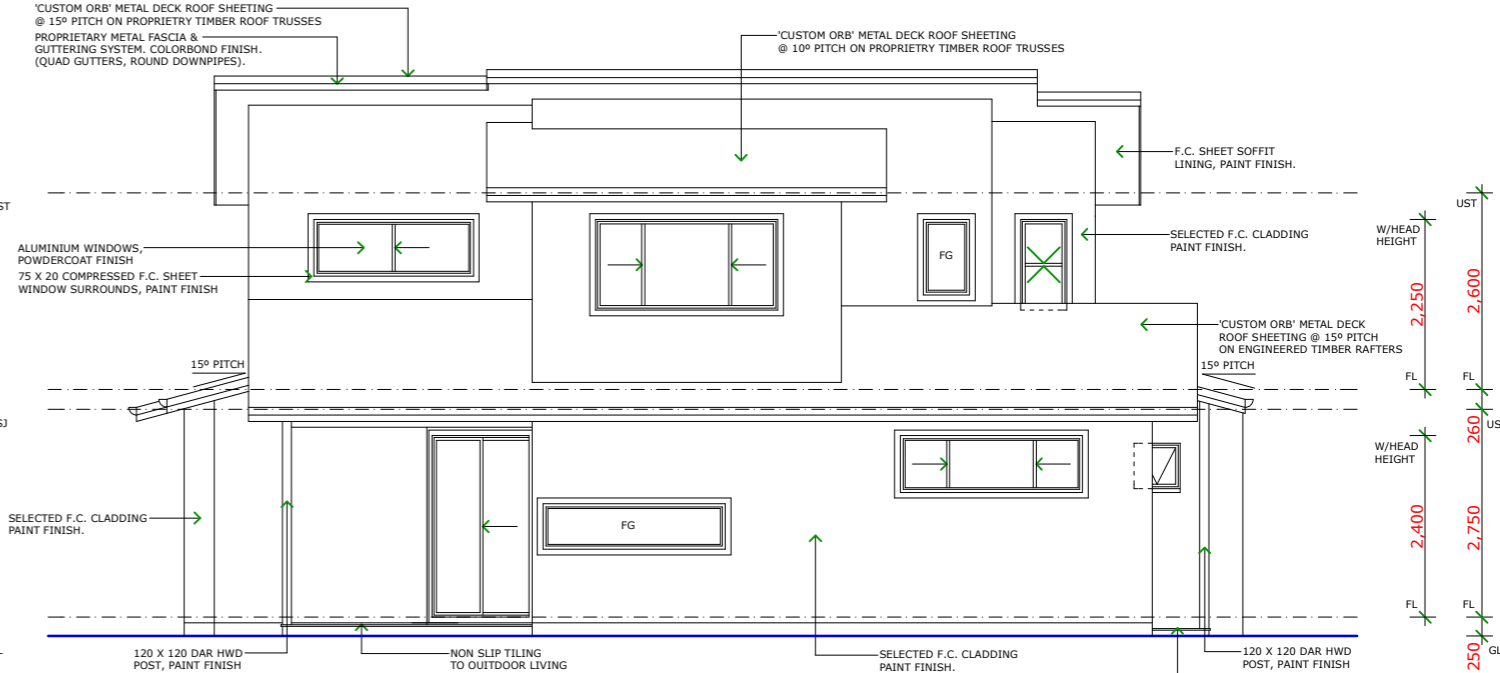 'CUSTOM ORB' METAL DECK ROOF SHEETING
@ 15º PITCH ON PROPRIETRY TIMBER ROOF TRUSSES
PROPRIETARY METAL FASCIA &
GUTTERING SYSTEM. COLORBOND FINISH.
(QUAD GUTTERS, ROUND DOWNPIPES).
'CUSTOM ORB' METAL DECK ROOF SHEETING
@ 10º PITCH ON PROPRIETRY TIMBER ROOF TRUSSES
F.C. SHEET SOFFIT
LINING, PAINT FINISH.
ST
UST
ALUMINIUM WINDOWS,
POWDERCOAT FINISH
75 X 20 COMPRESSED F.C. SHEET
WINDOW SURROUNDS, PAINT FINISH
FG
SELECTED F.C. CLADDING
PAINT FINISH.
W/HEAD
HEIGHT
2,250
2,600
'CUSTOM ORB' METAL DECK
ROOF SHEETING @ 15º PITCH
ON ENGINEERED TIMBER RAFTERS
15º PITCH
15º PITCH
FL
FL
SJ
260
US
W/HEAD
HEIGHT
2,400
2,750
SELECTED F.C. CLADDING
PAINT FINISH.
FG
FL
FL
120 X 120 DAR HWD
POST, PAINT FINISH
NON SLIP TILING
TO OUITDOOR LIVING
SELECTED F.C. CLADDING
PAINT FINISH.
120 X 120 DAR HWD
POST, PAINT FINISH
250
GL